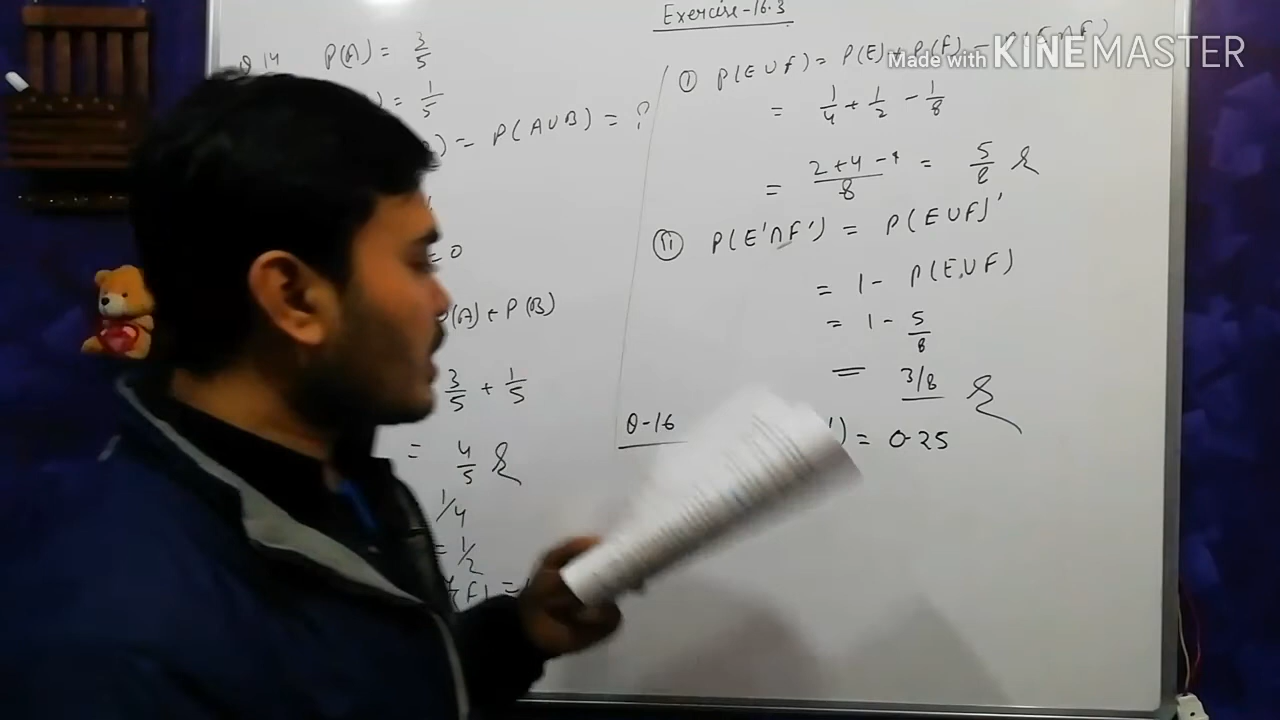 Exercise-16.3
Made with KINEMASTER
Q 14 P(A) = 3/5
= 1/5
= P(A∪B) = ?
= 0
P(A) + P(B)
3/5 + 1/5
= 4/5
1/4
= 1/2
① P(E∪F) = P(E) + P(F) −
= 1/4 + 1/2 − 1/8
= (2+4−1)/8 = 5/8
P(E'∩F') = P(E∪F)'
= 1 − P(E∪F)
= 1 − 5/8
= 3/8
Q-16
') = 0.25